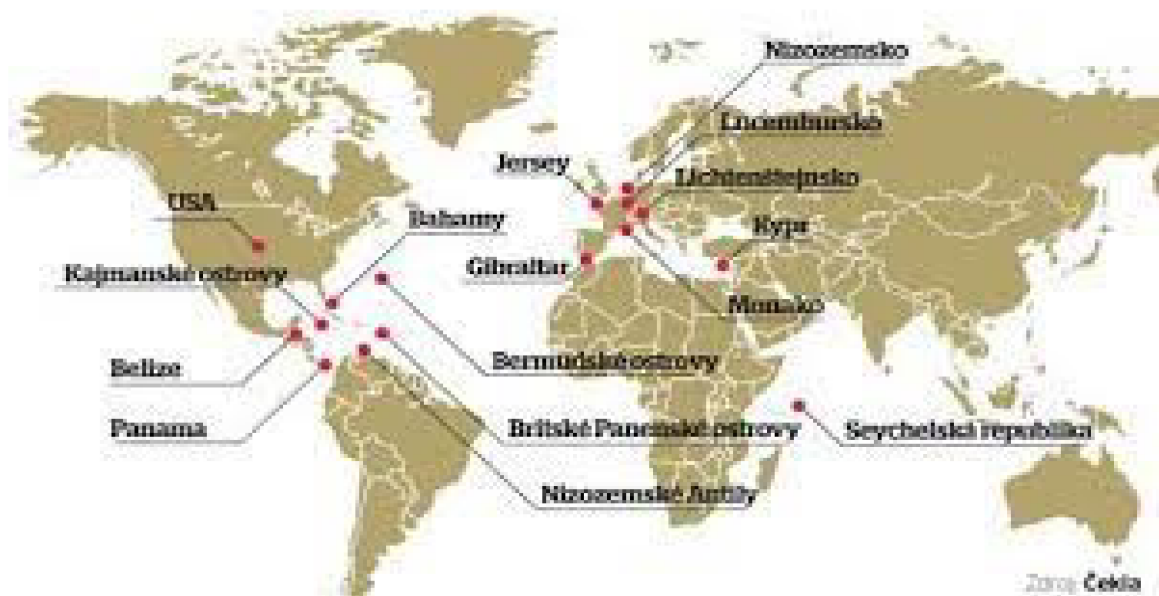 Nizozemsko
Lucembursko
Jersey
Lichtenštejnsko
USA
Bahamy
Kypr
Kajmanské ostrovy
Gibraltar
Monako
Belize
Bermudské ostrovy
Panama
Britské Panenské ostrovy
Seychelská republika
Nizozemské Antily
Zdroj: Čekia